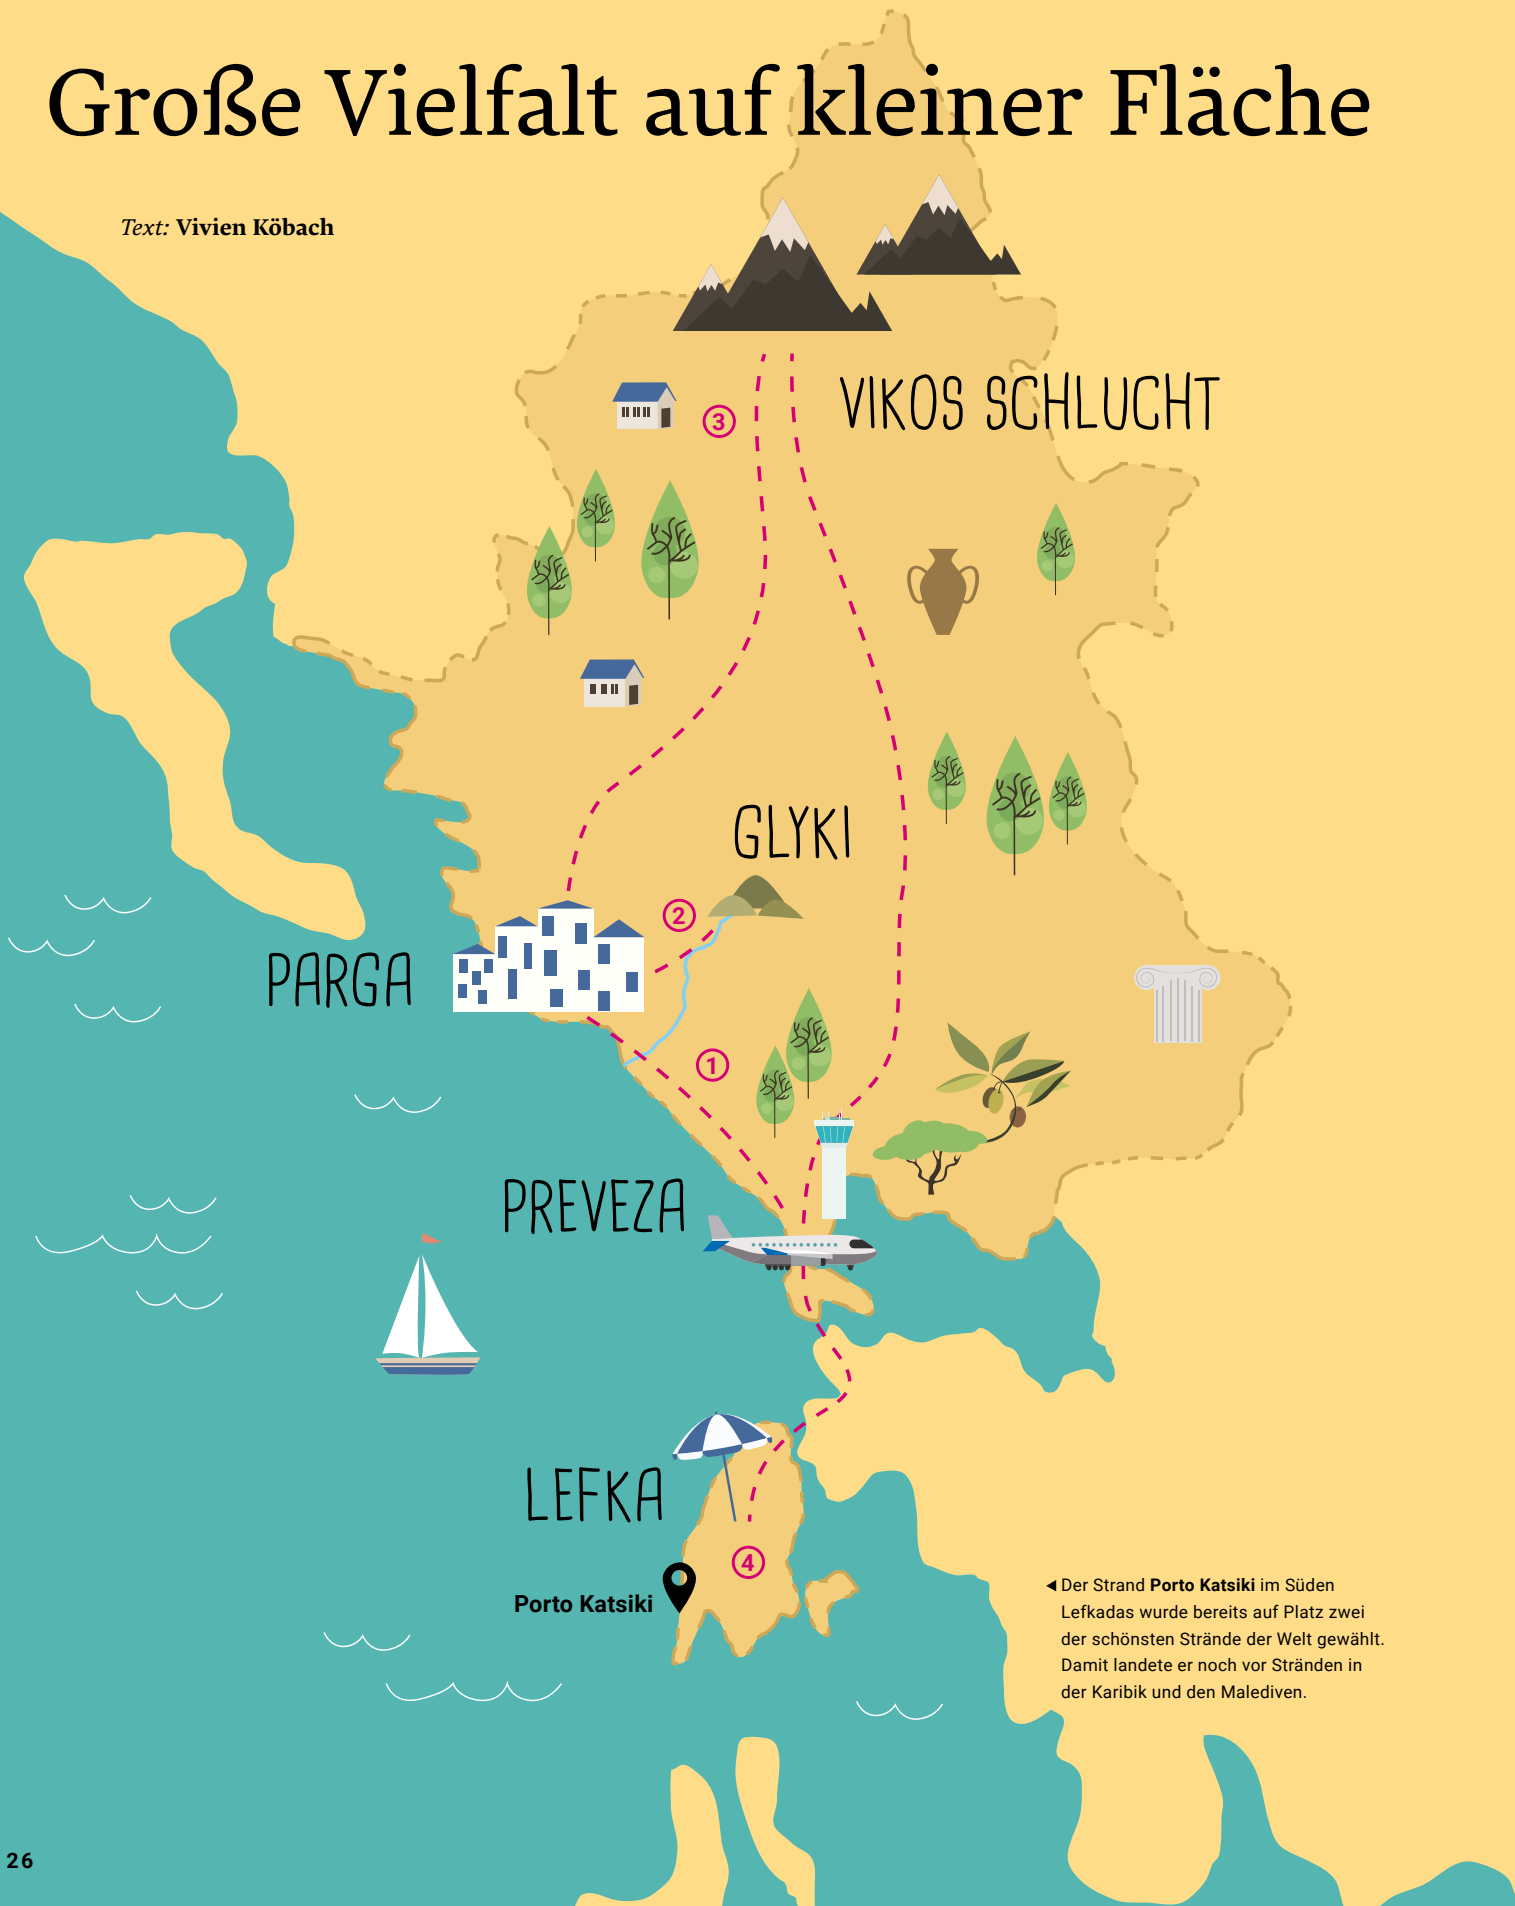 Große Vielfalt auf kleiner Fläche
Text: Vivien Köbach
VIKOS SCHLUCHT
3
GLYKI
2
PARGA
1
PREVEZA
LEFKA
4
Porto Katsiki
◄ Der Strand Porto Katsiki im Süden
Lefkadas wurde bereits auf Platz zwei
der schönsten Strände der Welt gewählt.
Damit landete er noch vor Stränden in
der Karibik und den Malediven.
26